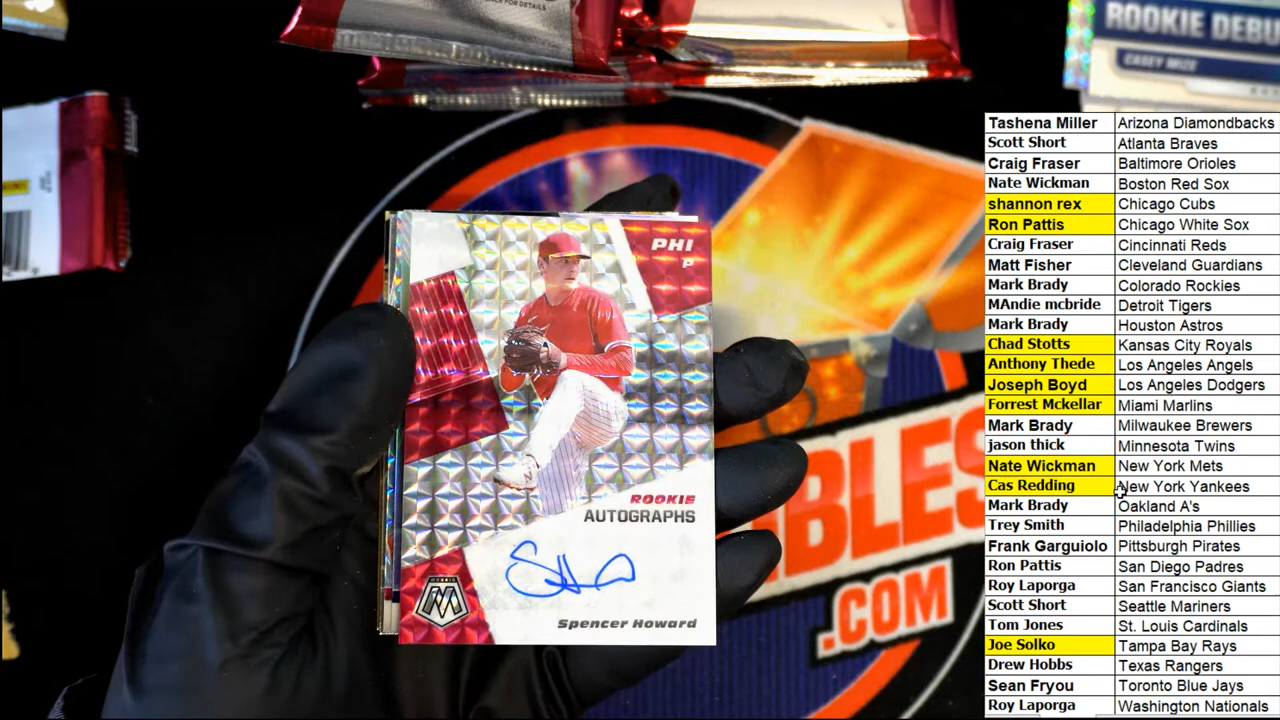 CK FOR DETAILS
ROOKIE DEBU
CASEY MIZE
PHI
P
ROOKIE
AUTOGRAPHS
MOSAIC
M
Spencer Howard
IBLES
.COM
Tashena Miller Arizona Diamondbacks
Scott Short Atlanta Braves
Craig Fraser Baltimore Orioles
Nate Wickman Boston Red Sox
shannon rex Chicago Cubs
Ron Pattis Chicago White Sox
Craig Fraser Cincinnati Reds
Matt Fisher Cleveland Guardians
Mark Brady Colorado Rockies
MAndie mcbride Detroit Tigers
Mark Brady Houston Astros
Chad Stotts Kansas City Royals
Anthony Thede Los Angeles Angels
Joseph Boyd Los Angeles Dodgers
Forrest Mckellar Miami Marlins
Mark Brady Milwaukee Brewers
jason thick Minnesota Twins
Nate Wickman New York Mets
Cas Redding New York Yankees
Mark Brady Oakland A's
Trey Smith Philadelphia Phillies
Frank Garguiolo Pittsburgh Pirates
Ron Pattis San Diego Padres
Roy Laporga San Francisco Giants
Scott Short Seattle Mariners
Tom Jones St. Louis Cardinals
Joe Solko Tampa Bay Rays
Drew Hobbs Texas Rangers
Sean Fryou Toronto Blue Jays
Roy Laporga Washington Nationals